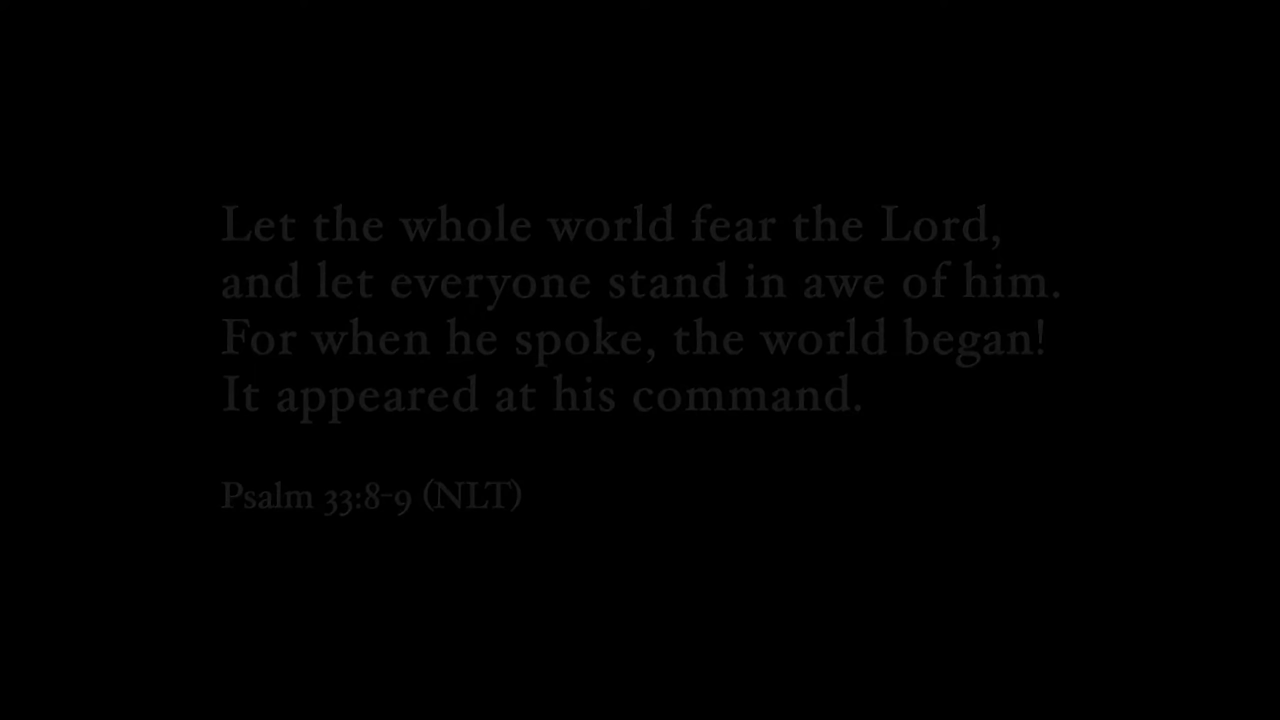 Let the whole world fear the Lord,
and let everyone stand in awe of him.
For when he spoke, the world began!
It appeared at his command.
Psalm 33:8-9 (NLT)